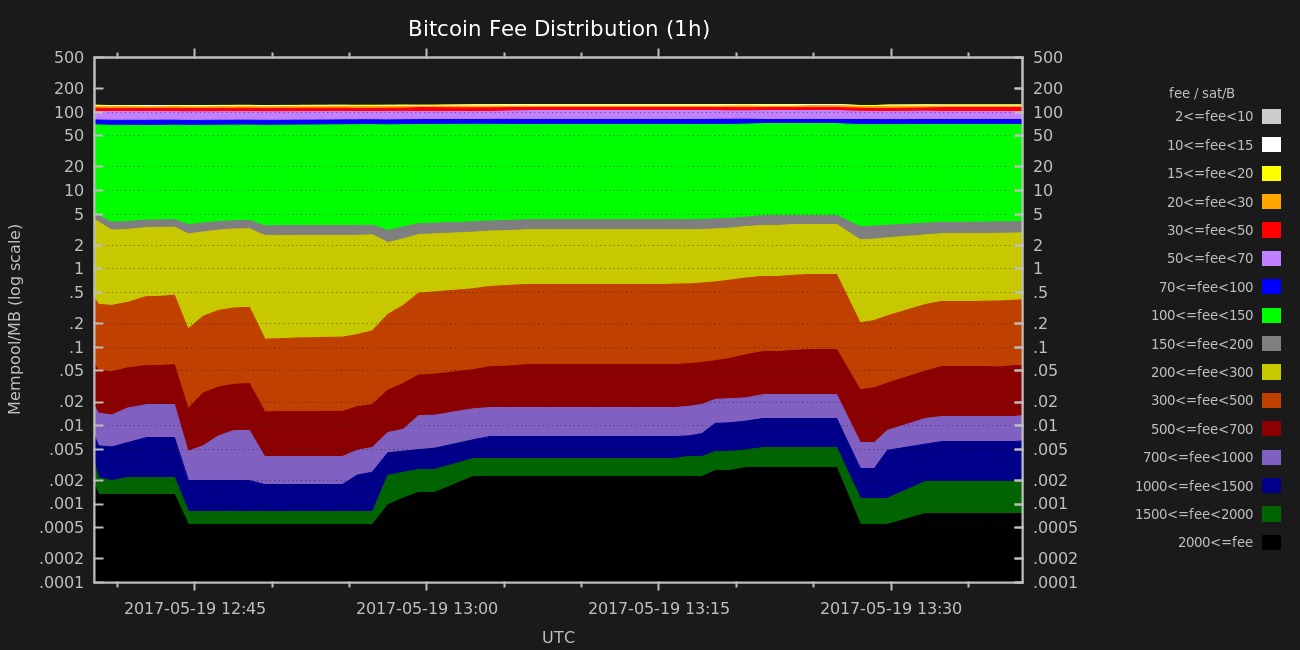 Bitcoin Fee Distribution (1h)
500
200
100
50
20
10
5
2
1
.5
.2
.1
.05
.02
.01
.005
.002
.001
.0005
.0002
.0001
Mempool/MB (log scale)
500
200
100
50
20
10
5
2
1
.5
.2
.1
.05
.02
.01
.005
.002
.001
.0005
.0002
.0001
2017-05-19 12:45
2017-05-19 13:00
2017-05-19 13:15
2017-05-19 13:30
UTC
fee / sat/B
2<=fee<10
10<=fee<15
15<=fee<20
20<=fee<30
30<=fee<50
50<=fee<70
70<=fee<100
100<=fee<150
150<=fee<200
200<=fee<300
300<=fee<500
500<=fee<700
700<=fee<1000
1000<=fee<1500
1500<=fee<2000
2000<=fee